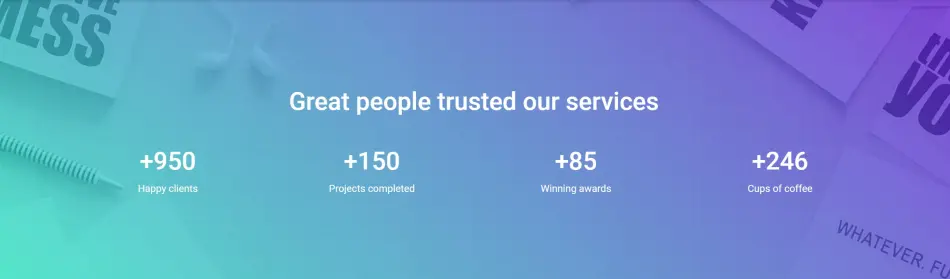 MESS
Great people trusted our services
+950
+150
+85
+246
Happy clients
Projects completed
Winning awards
Cups of coffee
WHATEVER.